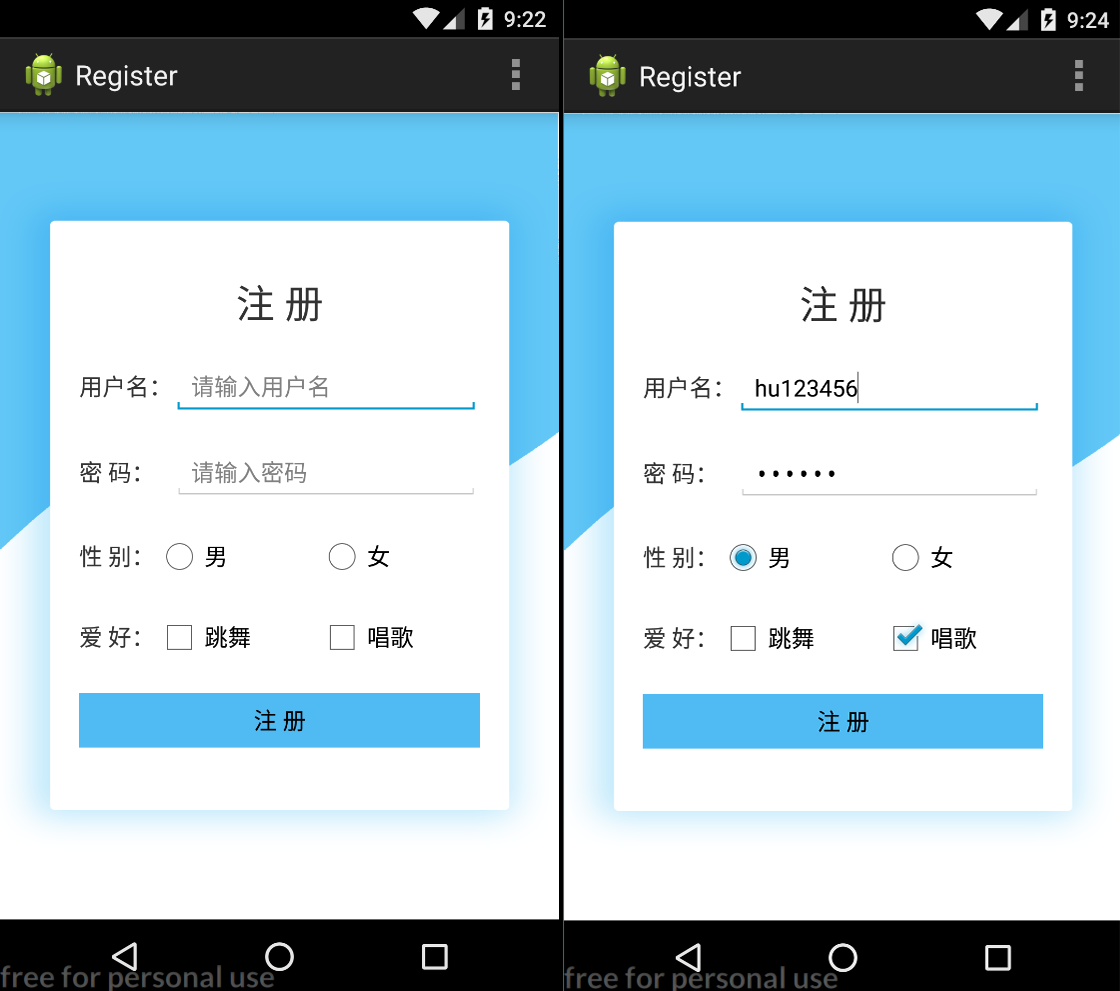 9:22
Register
注 册
用户名： 请输入用户名
密 码： 请输入密码
性 别： 男 女
爱 好： 跳舞 唱歌
注 册
free for personal use
9:24
Register
注 册
用户名： hu123456
密 码： ••••••
性 别： 男 女
爱 好： 跳舞 唱歌
注 册
free for personal use